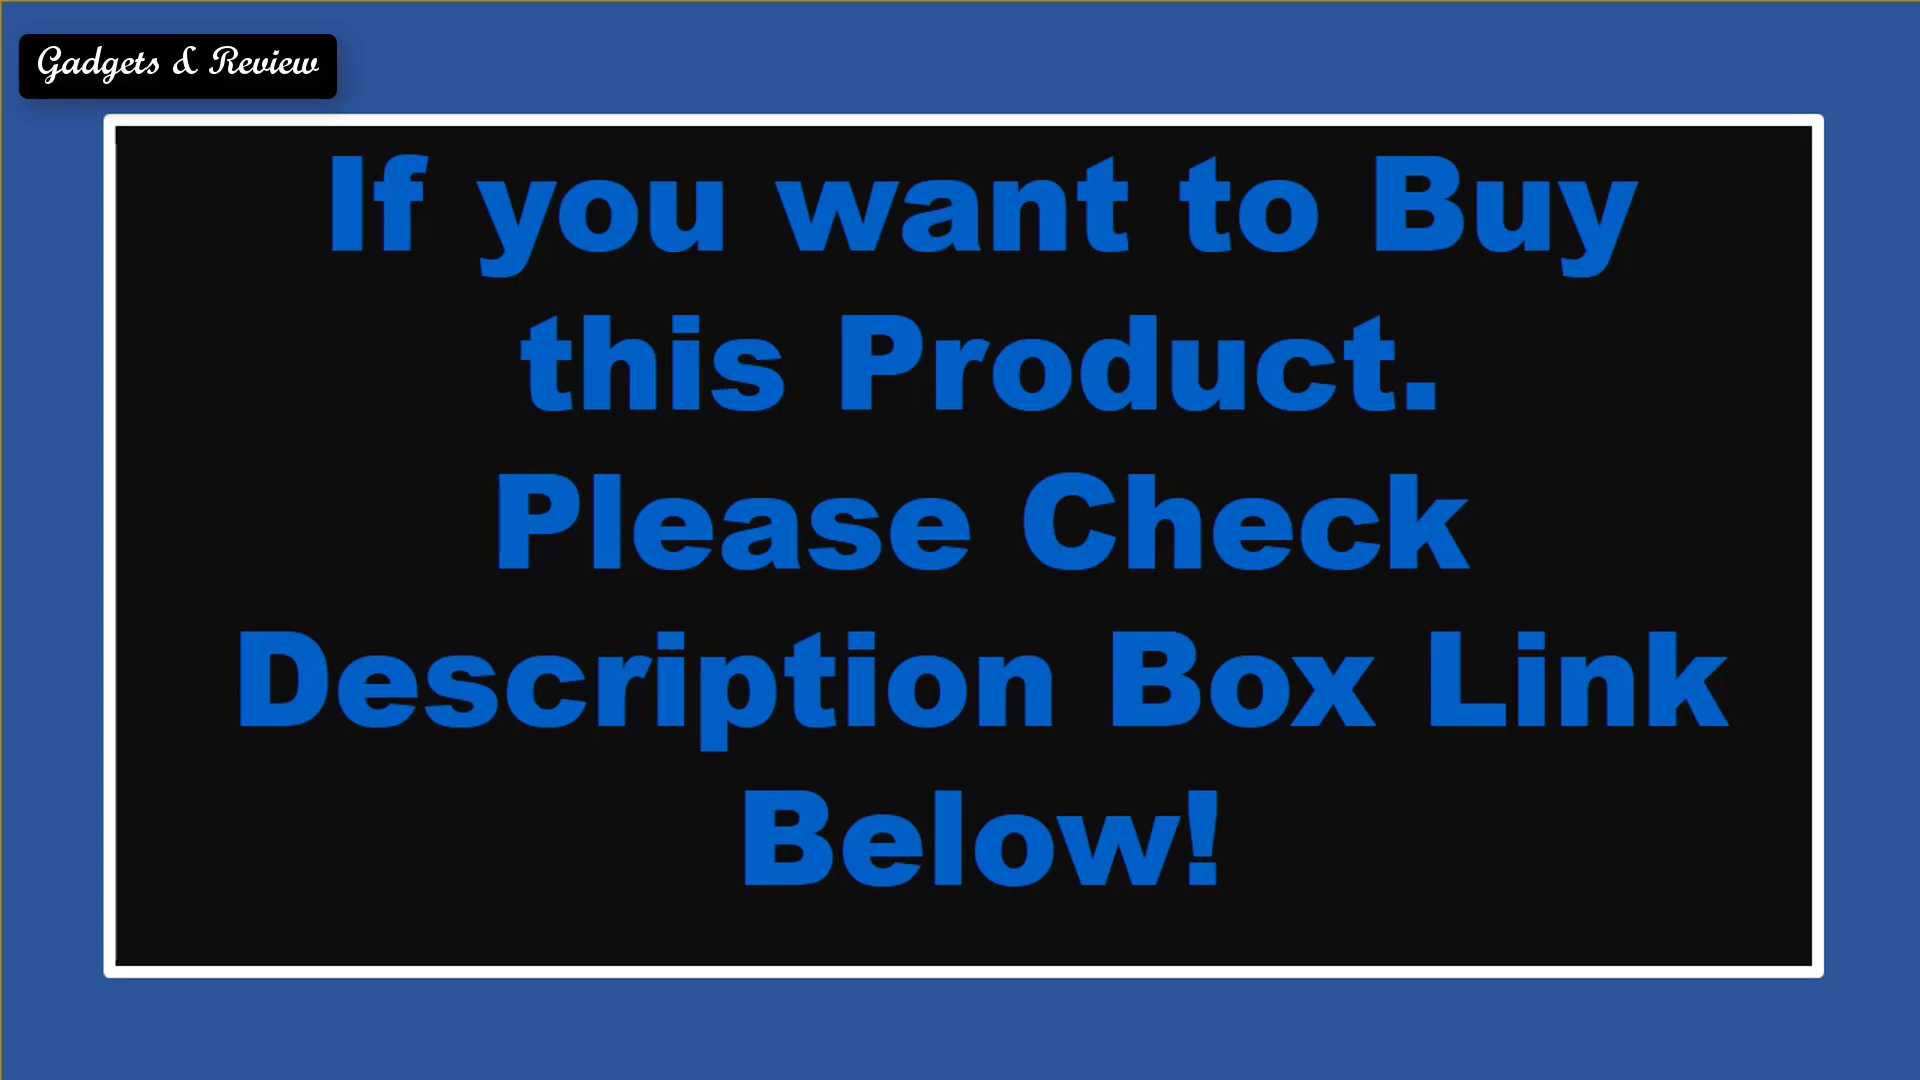 Gadgets & Review
If you want to Buy
this Product.
Please Check
Description Box Link
Below!